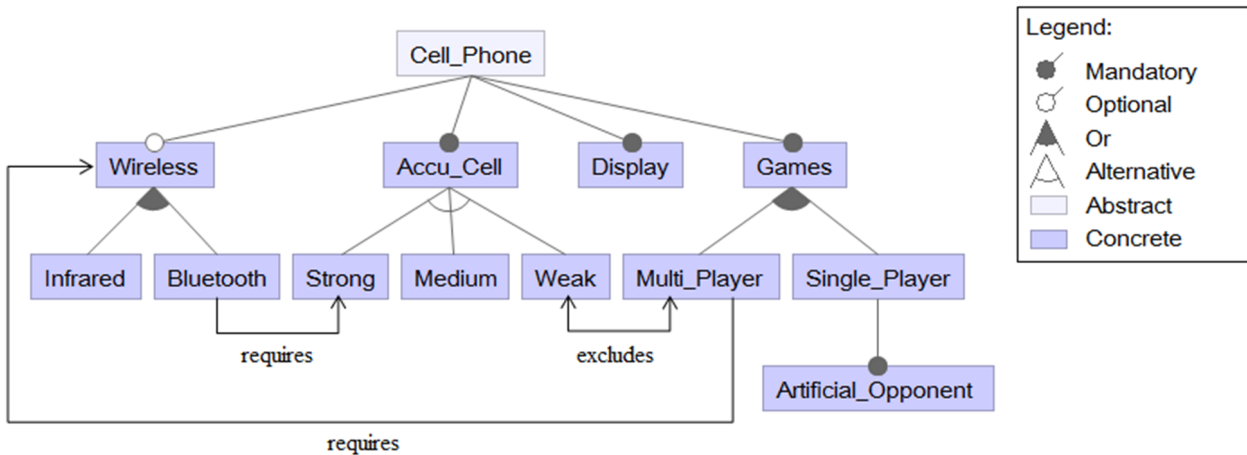 Cell_Phone
Wireless
Accu_Cell
Display
Games
Infrared
Bluetooth
Strong
Medium
Weak
Multi_Player
Single_Player
requires
excludes
Artificial_Opponent
requires
Legend:
Mandatory
Optional
Or
Alternative
Abstract
Concrete